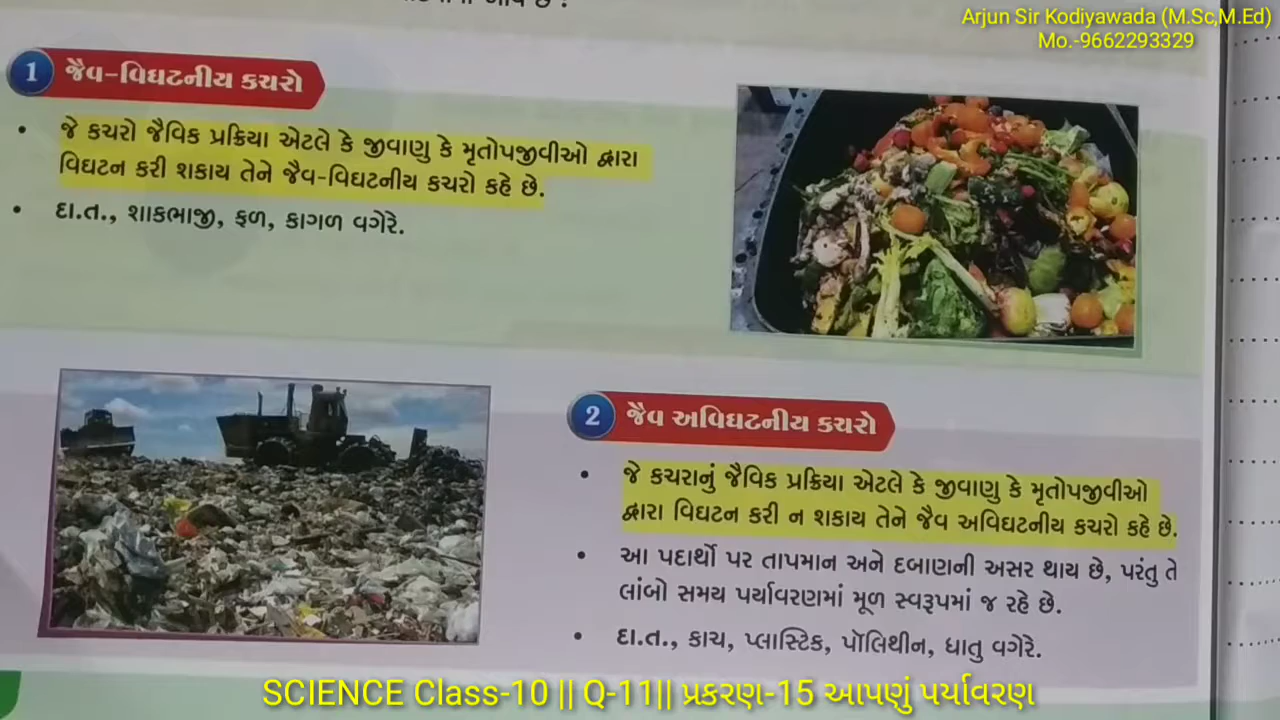 Arjun Sir Kodiyawada (M.Sc,M.Ed)
Mo.-9662293329
1 જૈવ-વિઘટનીય કચરો
• જે કચરો જૈવિક પ્રક્રિયા એટલે કે જીવાણુ કે મૃતોપજીવીઓ દ્વારા
વિઘટન કરી શકાય તેને જૈવ-વિઘટનીય કચરો કહે છે.
• દા.ત., શાકભાજી, ફળ, કાગળ વગેરે.
2 જૈવ અવિઘટનીય કચરો
• જે કચરાનું જૈવિક પ્રક્રિયા એટલે કે જીવાણુ કે મૃતોપજીવીઓ
દ્વારા વિઘટન કરી ન શકાય તેને જૈવ અવિઘટનીય કચરો કહે છે.
• આ પદાર્થો પર તાપમાન અને દબાણની અસર થાય છે, પરંતુ તે
લાંબો સમય પર્યાવરણમાં મૂળ સ્વરૂપમાં જ રહે છે.
• દા.ત., કાચ, પ્લાસ્ટિક, પૉલિથીન, ધાતુ વગેરે.
SCIENCE Class-10 || Q-11|| પ્રકરણ-15 આપણું પર્યાવરણ